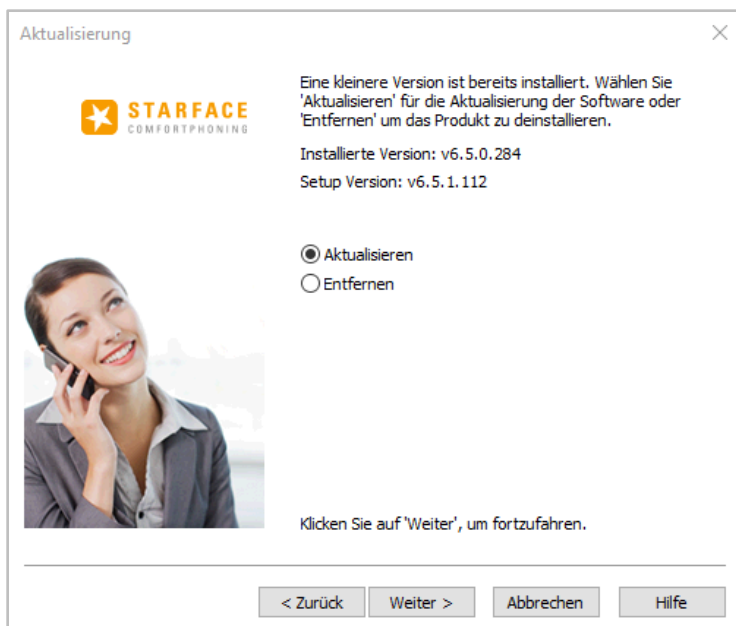 Aktualisierung
STARFACE
COMFORTPHONING
Eine kleinere Version ist bereits installiert. Wählen Sie
'Aktualisieren' für die Aktualisierung der Software oder
'Entfernen' um das Produkt zu deinstallieren.
Installierte Version: v6.5.0.284
Setup Version: v6.5.1.112
Aktualisieren
Entfernen
Klicken Sie auf 'Weiter', um fortzufahren.
< Zurück
Weiter >
Abbrechen
Hilfe